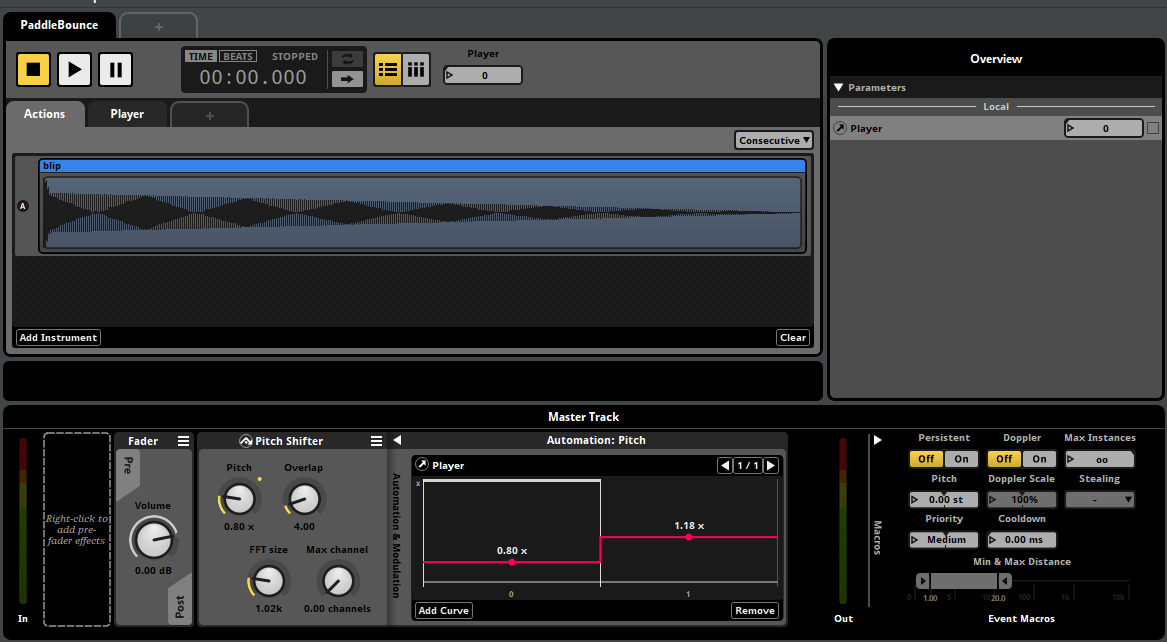 PaddleBounce
+
TIME BEATS STOPPED
00:00.000
Player
0
Actions
Player
+
Consecutive
blip
A
Add Instrument
Clear
Overview
Parameters
Local
Player
0
Master Track
In
Right-click to
add pre-
fader effects
Fader
Pre
Volume
0.00 dB
Post
Pitch Shifter
Pitch
Overlap
0.80 x
4.00
FFT size
Max channel
1.02k
0.00 channels
Automation & Modulation
Automation: Pitch
Player
1 / 1
x
0.80 x
1.18 x
0
1
Add Curve
Remove
Out
Macros
Persistent
Doppler
Max Instances
Off On
Off On
oo
Pitch
Doppler Scale
Stealing
0.00 st
100%
-
Priority
Cooldown
Medium
0.00 ms
Min & Max Distance
0 1.00 5 10 20.0 100 1k 10k
Event Macros